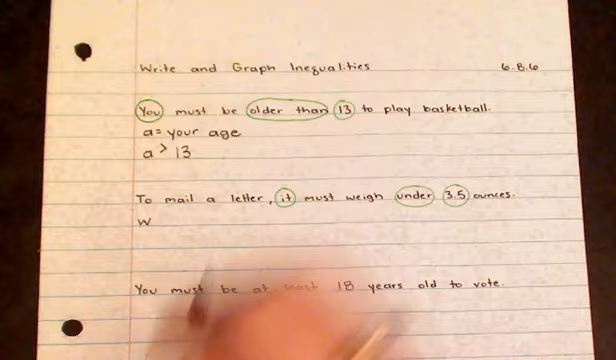 Write and Graph Inequalities 6.8.6
You must be older than 13 to play basketball.
a = your age
a > 13
To mail a letter, it must weigh under 3.5 ounces.
W
You must be at least 18 years old to vote.